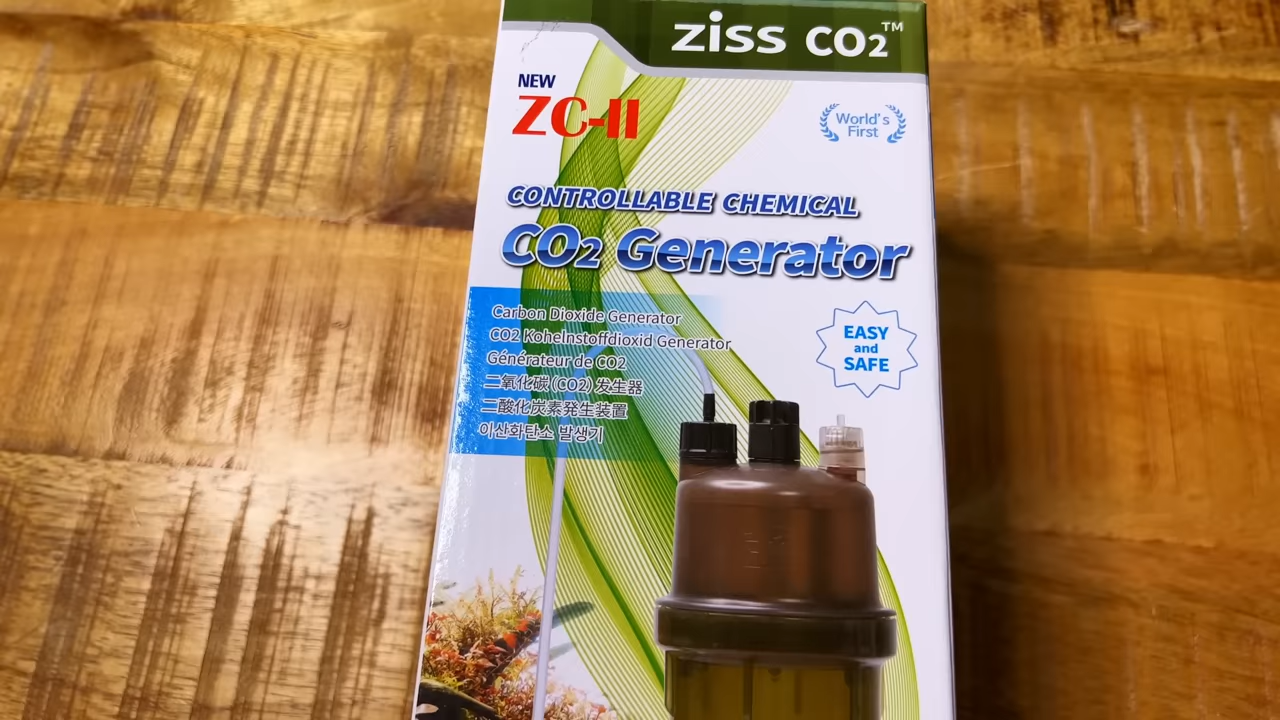 ziss CO2™
NEW
ZC-II
World's
First
CONTROLLABLE CHEMICAL
CO2 Generator
Carbon Dioxide Generator
CO2 Kohelnstoffdioxid Generator
Générateur de CO2
二氧化碳 (CO2) 发生器
二酸化炭素発生装置
이산화탄소 발생기
EASY
and
SAFE